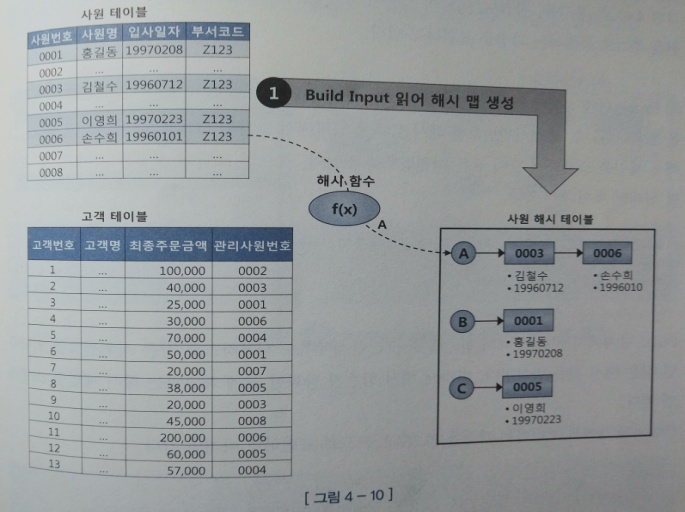 사원 테이블
사원번호 사원명 입사일자 부서코드
0001 홍길동 19970208 Z123
0002 ... ... ...
0003 김철수 19960712 Z123
0004 ... ... ...
0005 이영희 19970223 Z123
0006 손수희 19960101 Z123
0007 ... ... ...
0008 ... ... ...
1 Build Input 읽어 해시 맵 생성
해시 함수
f(x)
A
고객 테이블
고객번호 고객명 최종주문금액 관리사원번호
1 ... 100,000 0002
2 ... 40,000 0003
3 ... 25,000 0001
4 ... 30,000 0006
5 ... 70,000 0004
6 ... 50,000 0001
7 ... 20,000 0007
8 ... 38,000 0005
9 ... 20,000 0003
10 ... 45,000 0008
11 ... 200,000 0006
12 ... 60,000 0005
13 ... 57,000 0004
사원 해시 테이블
A 0003 0006
• 김철수 • 손수희
• 19960712 • 1996010
B 0001
• 홍길동
• 19970208
C 0005
• 이영희
• 19970223
[ 그림 4 – 10 ]